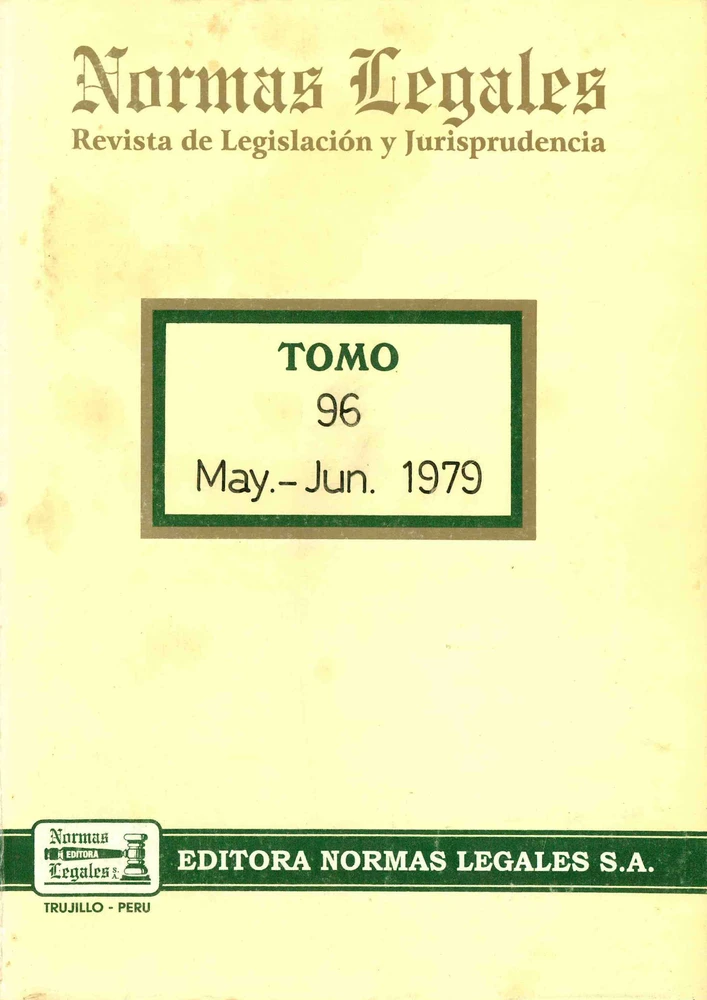 Normas Legales
Revista de Legislación y Jurisprudencia
TOMO
96
May.-Jun. 1979
Normas
EDITORA
Legales S.A.
EDITORA NORMAS LEGALES S.A.
TRUJILLO - PERU